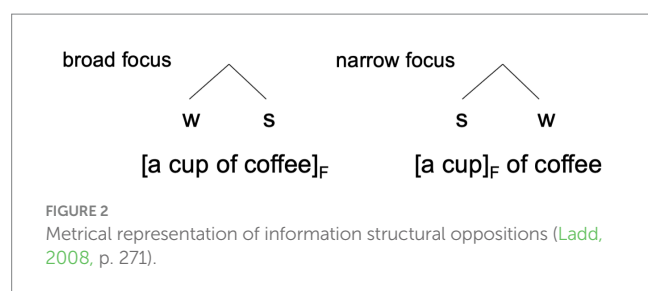 broad focus narrow focus
w s s w
[a cup of coffee]F [a cup]F of coffee
FIGURE 2
Metrical representation of information structural oppositions (Ladd,
2008, p. 271).